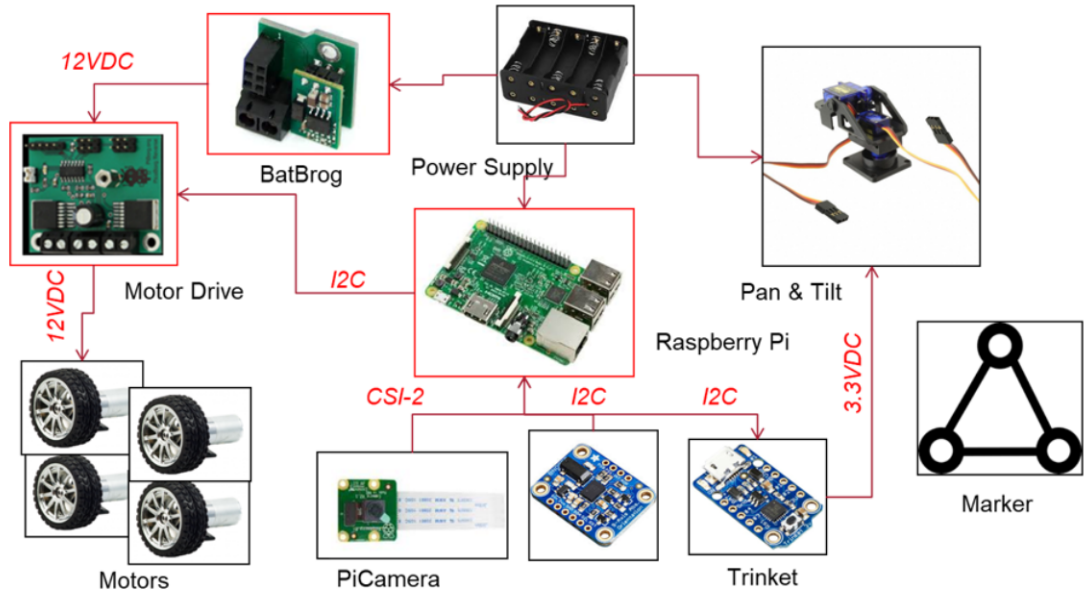 12VDC
BatBrog
Power Supply
12VDC
Motor Drive
I2C
Pan & Tilt
Raspberry Pi
3.3VDC
CSI-2
I2C
I2C
Motors
PiCamera
Trinket
Marker